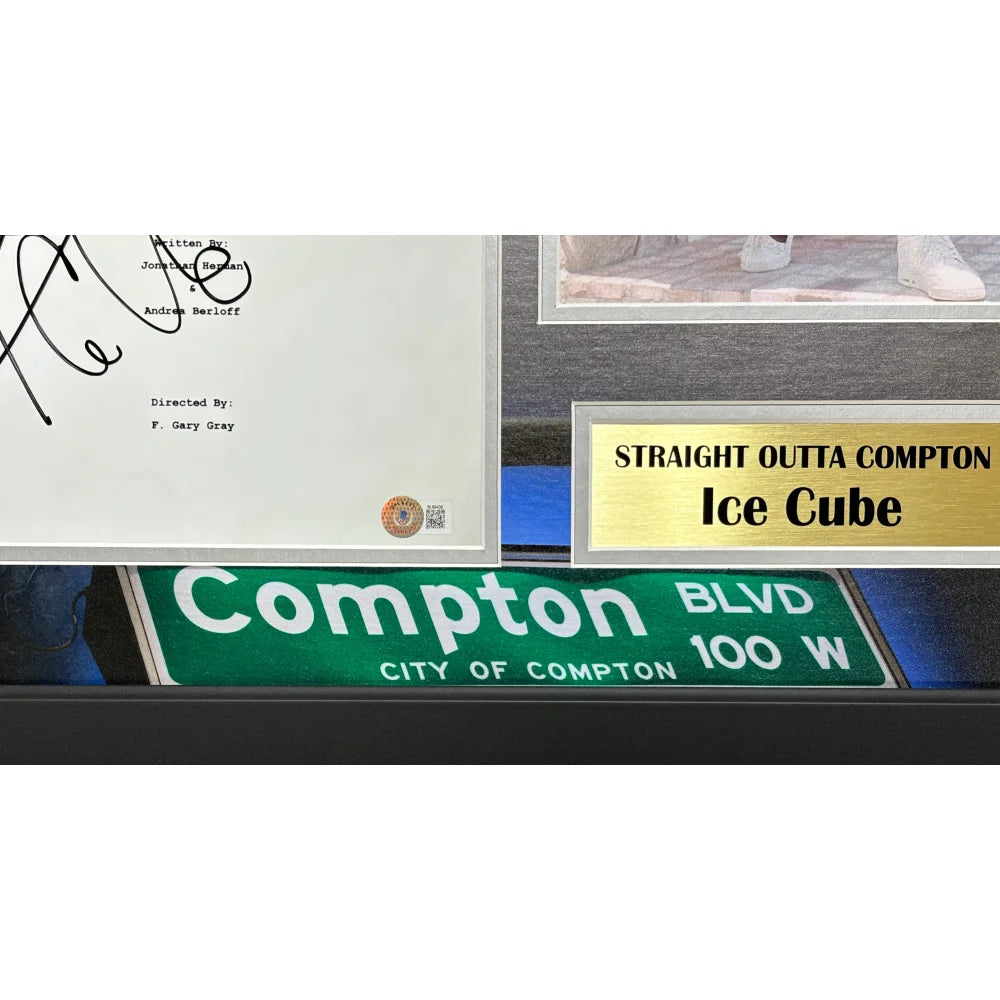 Written By:
Jonathan Herman
&
Andrea Berloff
Directed By:
F. Gary Gray
STRAIGHT OUTTA COMPTON
Ice Cube
Compton BLVD
100 W
CITY OF COMPTON